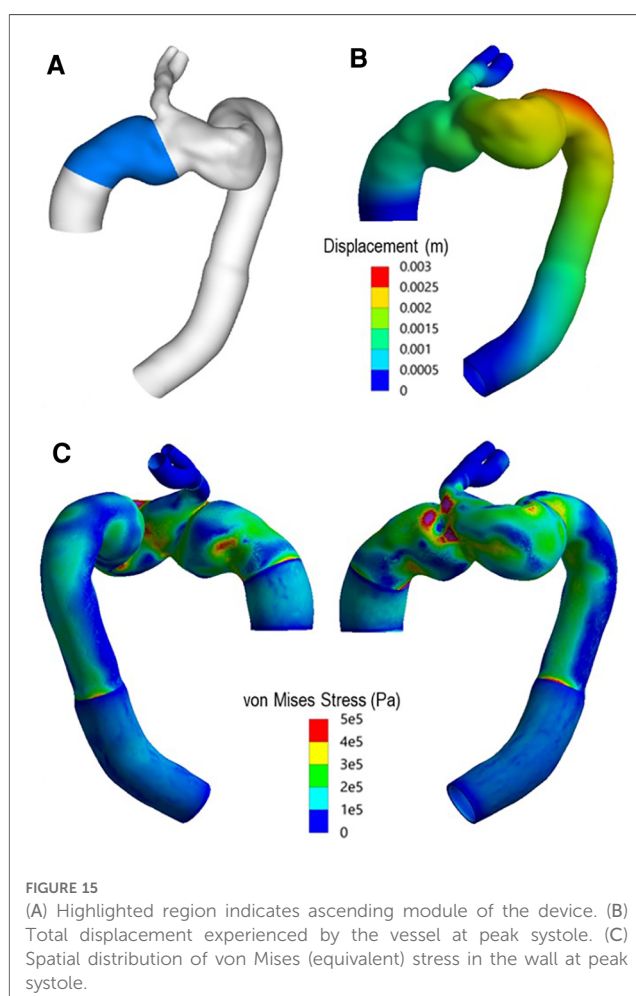 A
B
Displacement (m)
0.003
0.0025
0.002
0.0015
0.001
0.0005
0
C
von Mises Stress (Pa)
5e5
4e5
3e5
2e5
1e5
0
FIGURE 15
(A) Highlighted region indicates ascending module of the device. (B)
Total displacement experienced by the vessel at peak systole. (C)
Spatial distribution of von Mises (equivalent) stress in the wall at peak
systole.